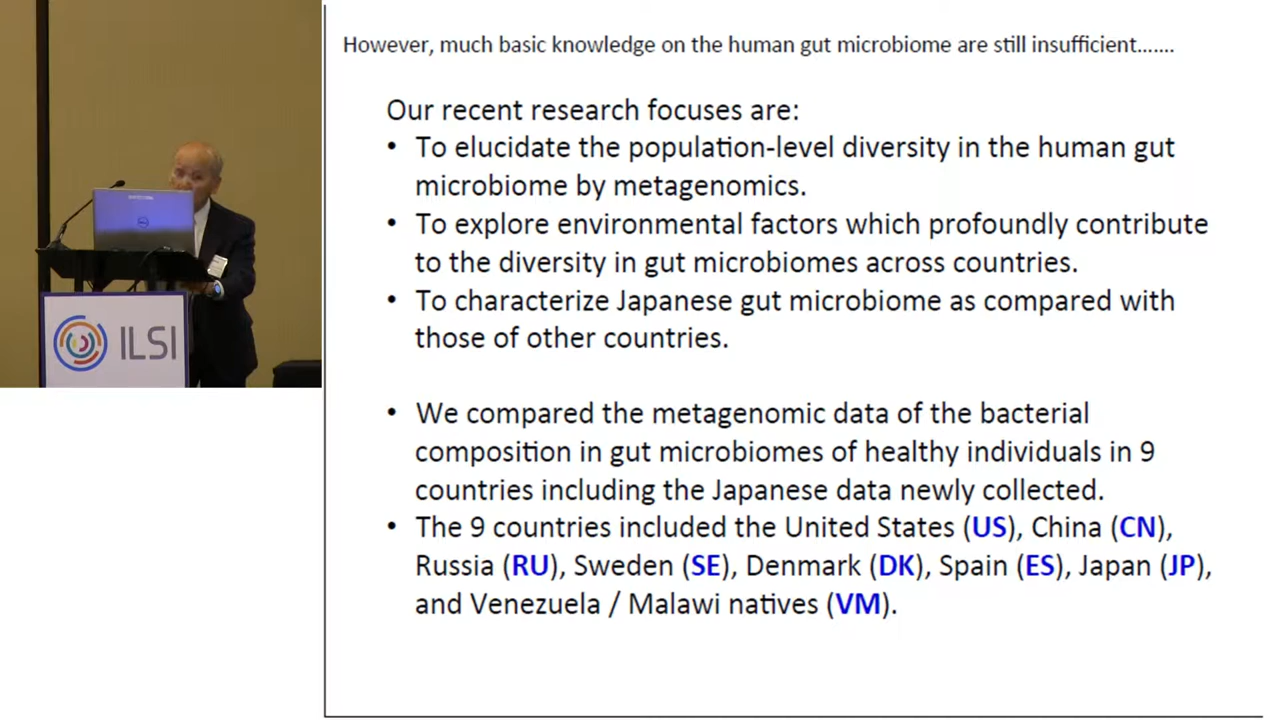 However, much basic knowledge on the human gut microbiome are still insufficient…….
Our recent research focuses are:
• To elucidate the population-level diversity in the human gut
microbiome by metagenomics.
• To explore environmental factors which profoundly contribute
to the diversity in gut microbiomes across countries.
• To characterize Japanese gut microbiome as compared with
those of other countries.
• We compared the metagenomic data of the bacterial
composition in gut microbiomes of healthy individuals in 9
countries including the Japanese data newly collected.
• The 9 countries included the United States (US), China (CN),
Russia (RU), Sweden (SE), Denmark (DK), Spain (ES), Japan (JP),
and Venezuela / Malawi natives (VM).
ILSI